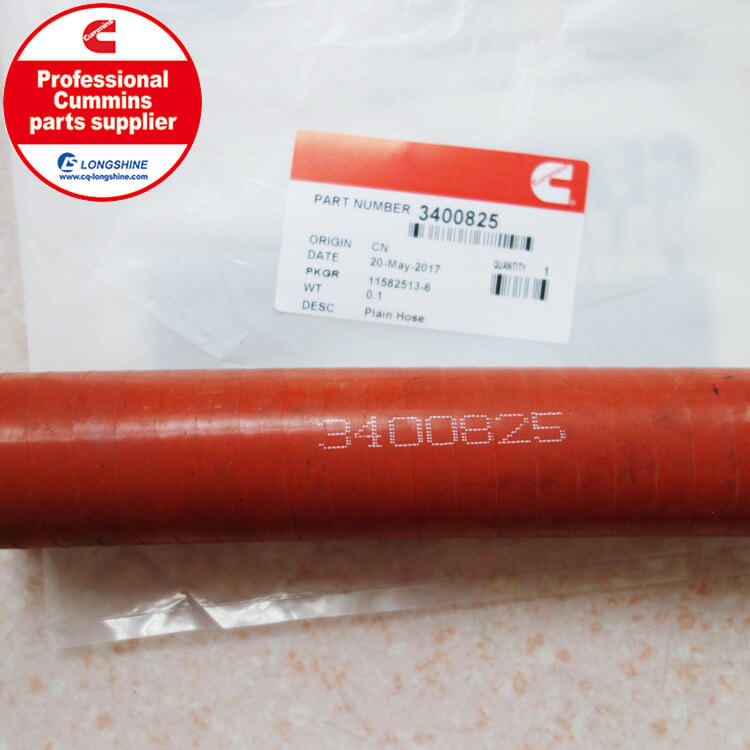 Cummins
Professional
Cummins
parts supplier
LONGSHINE
www.cq-longshine.com
Cummins
PART NUMBER 3400825
ORIGIN CN
DATE 20-May-2017
QUANTITY 1
PKGR 11582513-6
WT 0.1
DESC Plain Hose
3400825